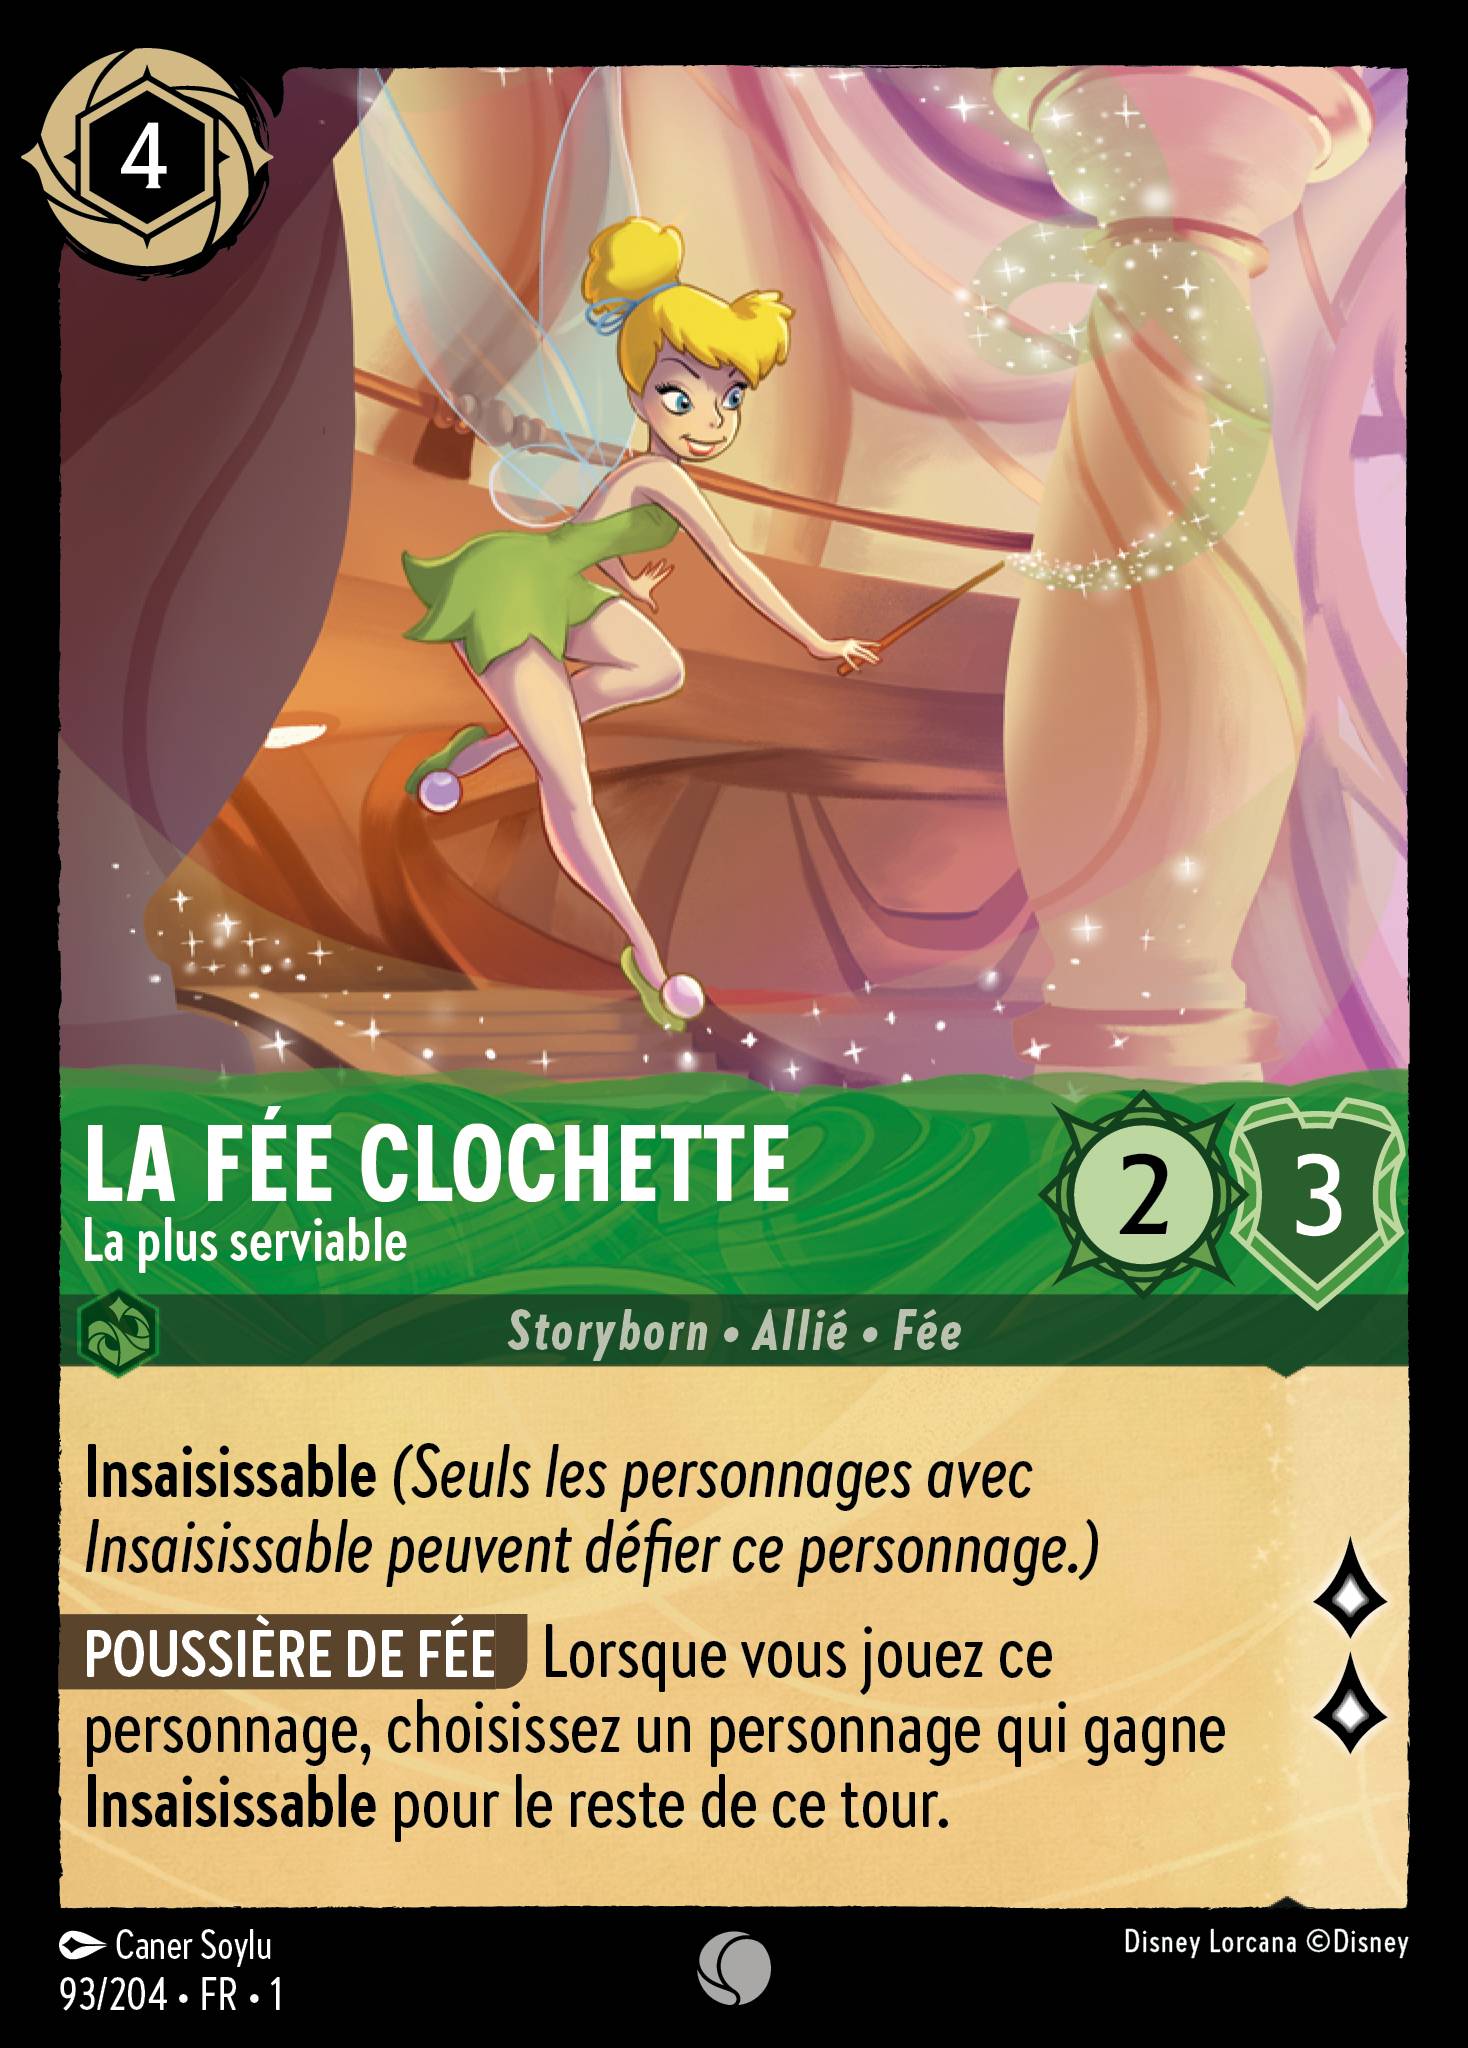 4
LA FÉE CLOCHETTE
La plus serviable
2
3
Storyborn • Allié • Fée
Insaisissable (Seuls les personnages avec
Insaisissable peuvent défier ce personnage.)
POUSSIÈRE DE FÉE Lorsque vous jouez ce
personnage, choisissez un personnage qui gagne
Insaisissable pour le reste de ce tour.
Caner Soylu
Disney Lorcana ©Disney
93/204 • FR • 1